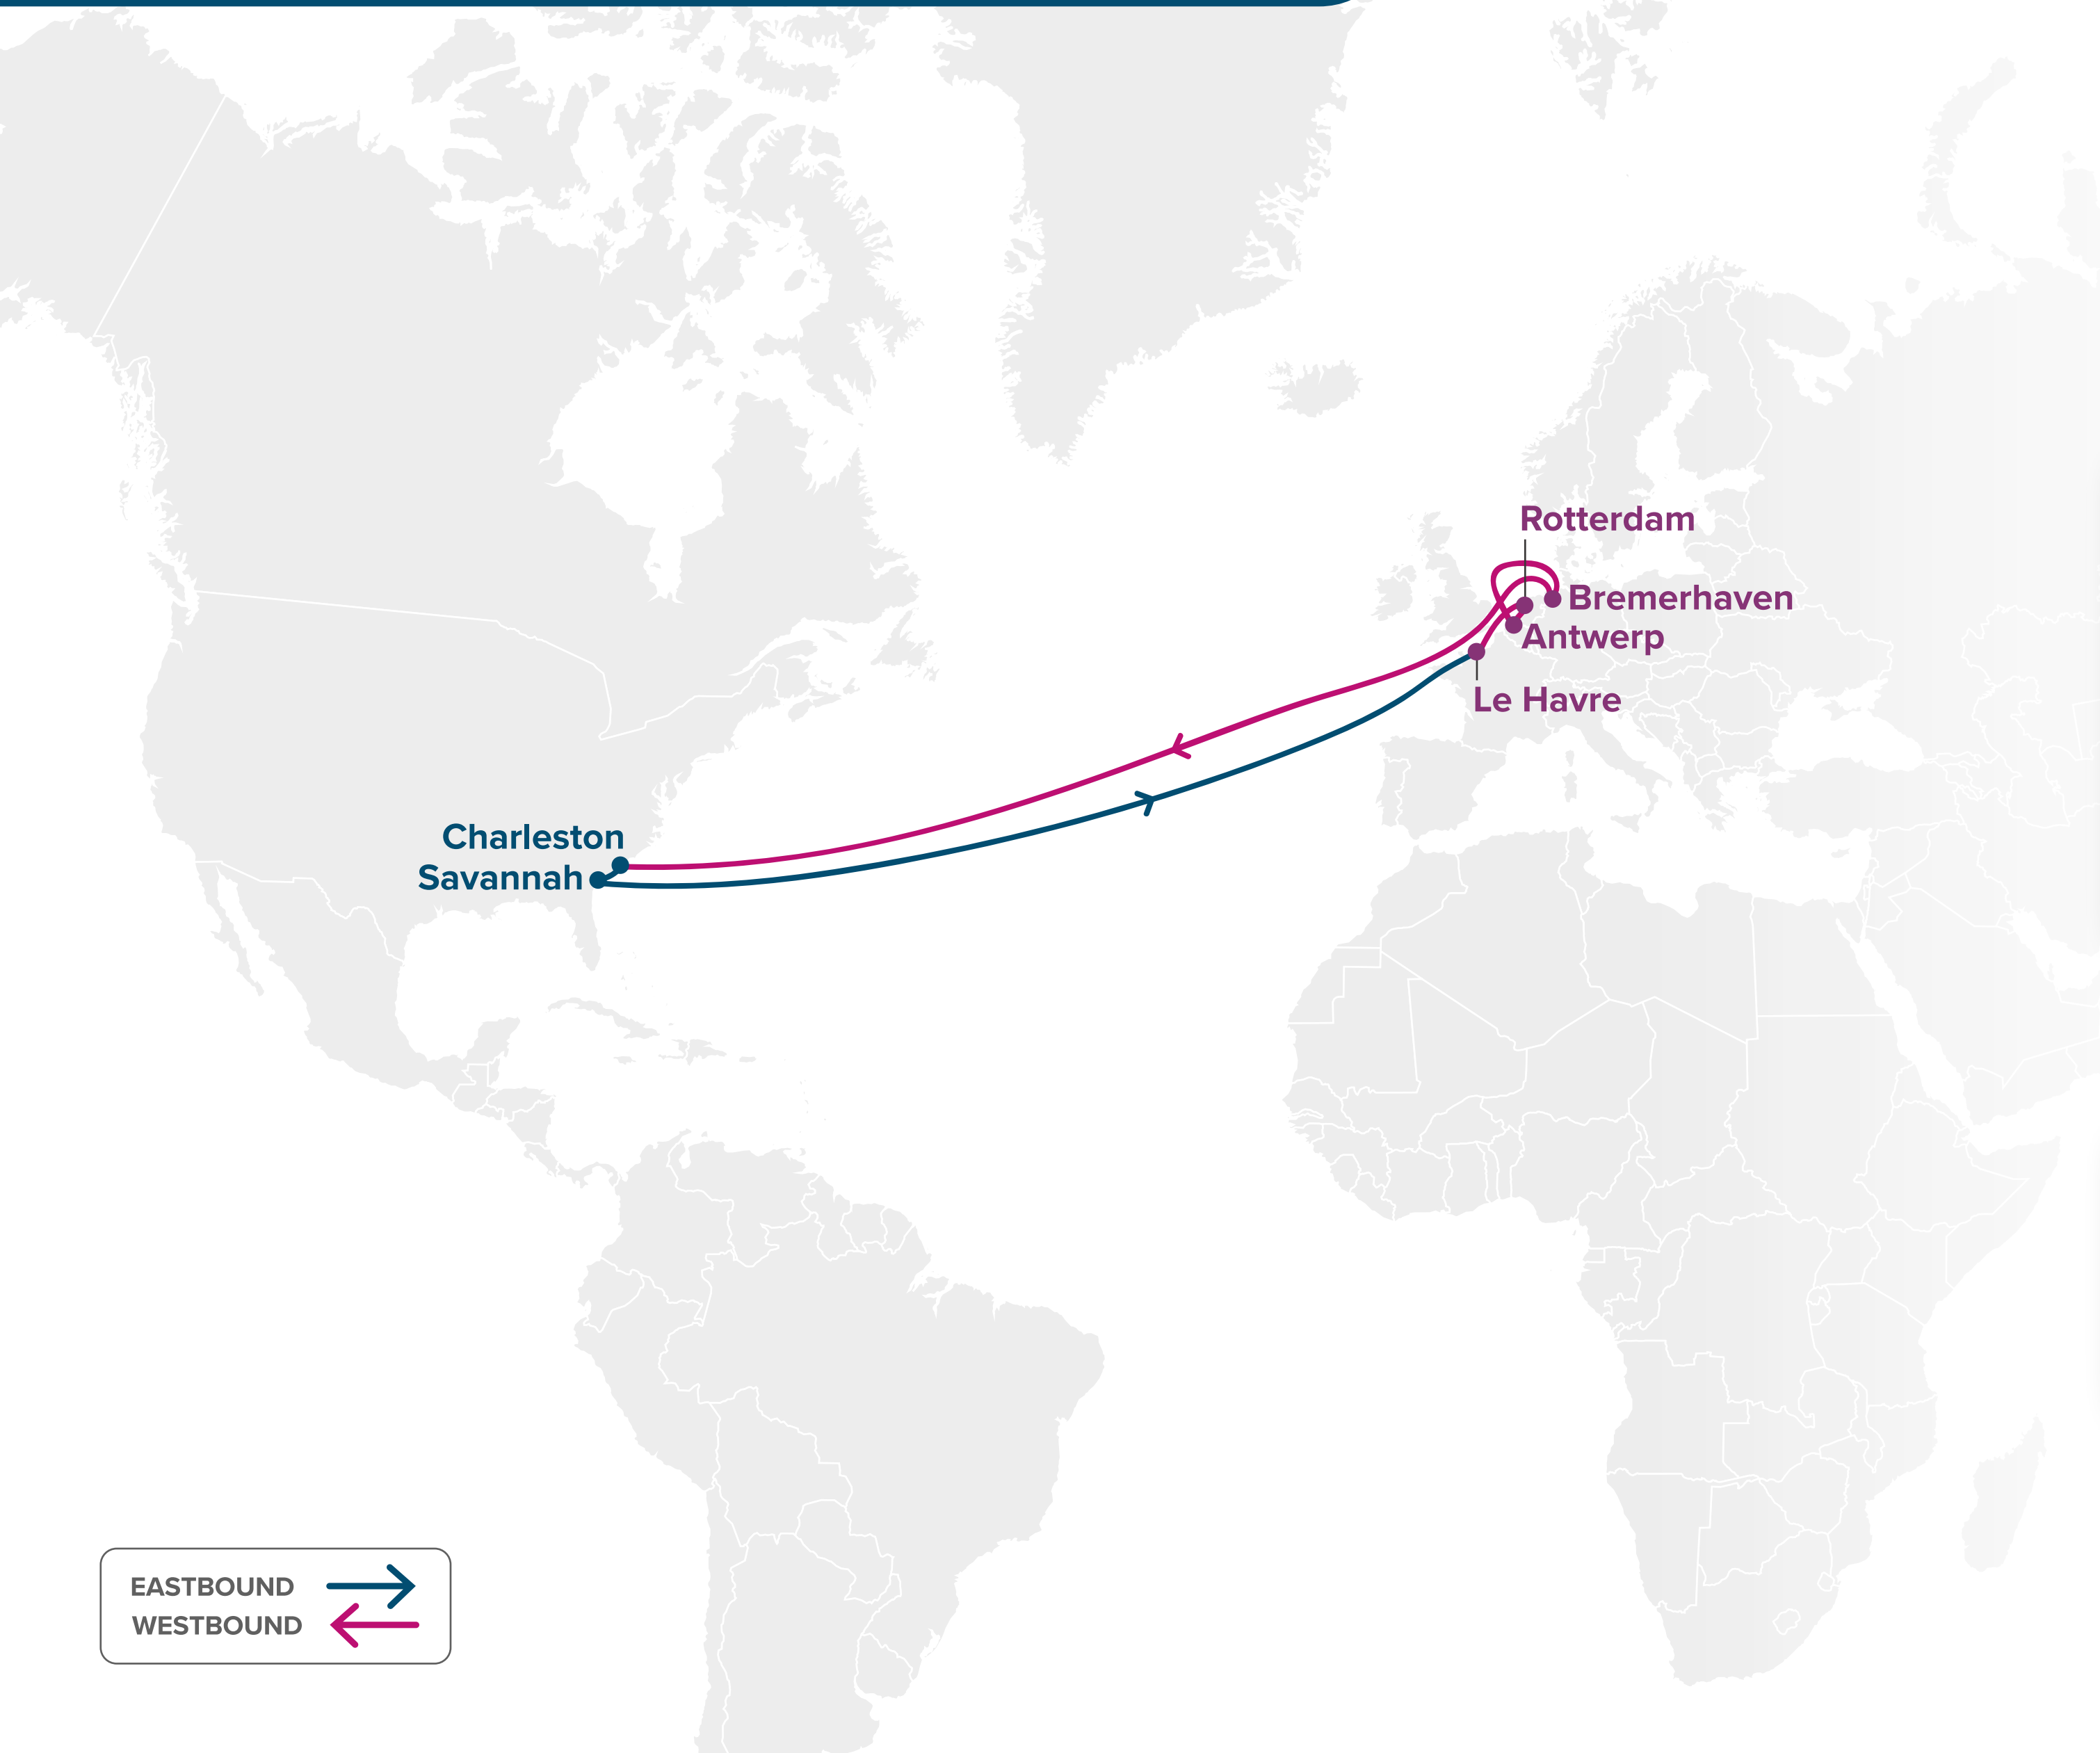 Rotterdam
Bremerhaven
Antwerp
Le Havre
Charleston
Savannah
EASTBOUND
WESTBOUND